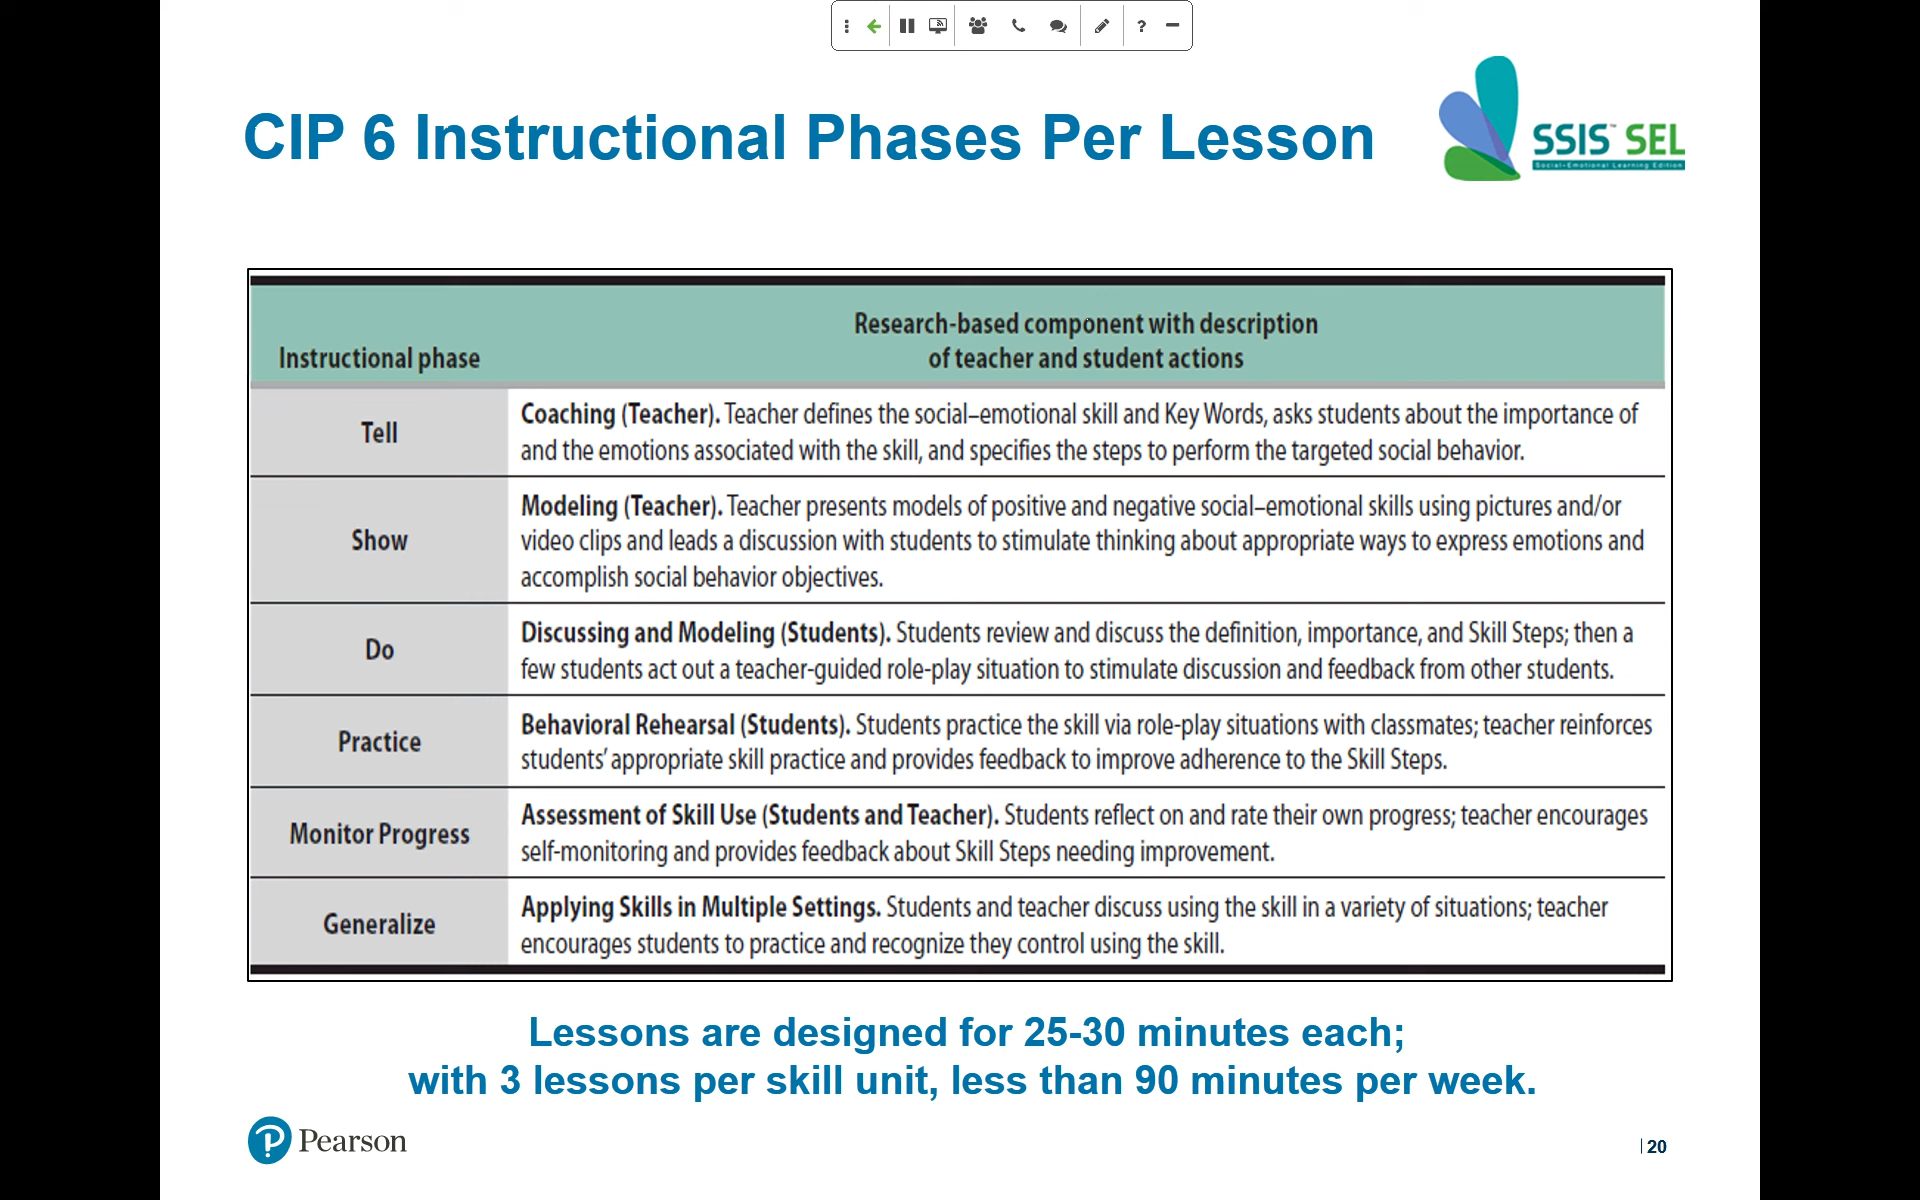 ?
CIP 6 Instructional Phases Per Lesson
SSIS™ SEL
Social-Emotional Learning Edition
Instructional phase
Research-based component with description
of teacher and student actions
Tell
Coaching (Teacher). Teacher defines the social–emotional skill and Key Words, asks students about the importance of
and the emotions associated with the skill, and specifies the steps to perform the targeted social behavior.
Show
Modeling (Teacher). Teacher presents models of positive and negative social–emotional skills using pictures and/or
video clips and leads a discussion with students to stimulate thinking about appropriate ways to express emotions and
accomplish social behavior objectives.
Do
Discussing and Modeling (Students). Students review and discuss the definition, importance, and Skill Steps; then a
few students act out a teacher-guided role-play situation to stimulate discussion and feedback from other students.
Practice
Behavioral Rehearsal (Students). Students practice the skill via role-play situations with classmates; teacher reinforces
students' appropriate skill practice and provides feedback to improve adherence to the Skill Steps.
Monitor Progress
Assessment of Skill Use (Students and Teacher). Students reflect on and rate their own progress; teacher encourages
self-monitoring and provides feedback about Skill Steps needing improvement.
Generalize
Applying Skills in Multiple Settings. Students and teacher discuss using the skill in a variety of situations; teacher
encourages students to practice and recognize they control using the skill.
Lessons are designed for 25-30 minutes each;
with 3 lessons per skill unit, less than 90 minutes per week.
Pearson
| 20